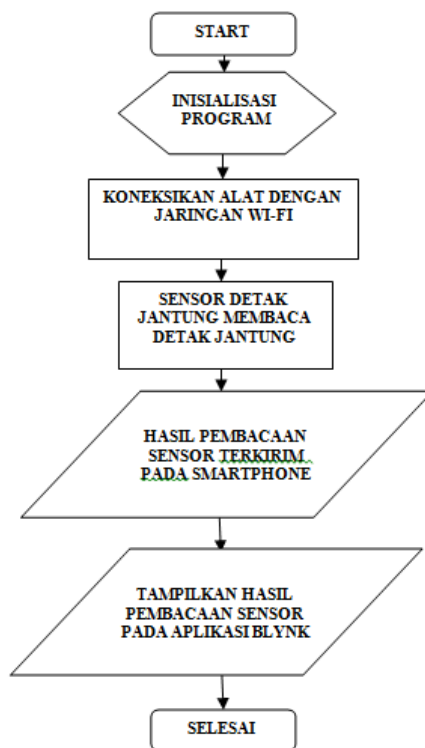 START
INISIALISASI
PROGRAM
KONEKSIKAN ALAT DENGAN
JARINGAN WI-FI
SENSOR DETAK
JANTUNG MEMBACA
DETAK JANTUNG
HASIL PEMBACAAN
SENSOR TERKIRIM
PADA SMARTPHONE
TAMPILKAN HASIL
PEMBACAAN SENSOR
PADA APLIKASI BLYNK
SELESAI